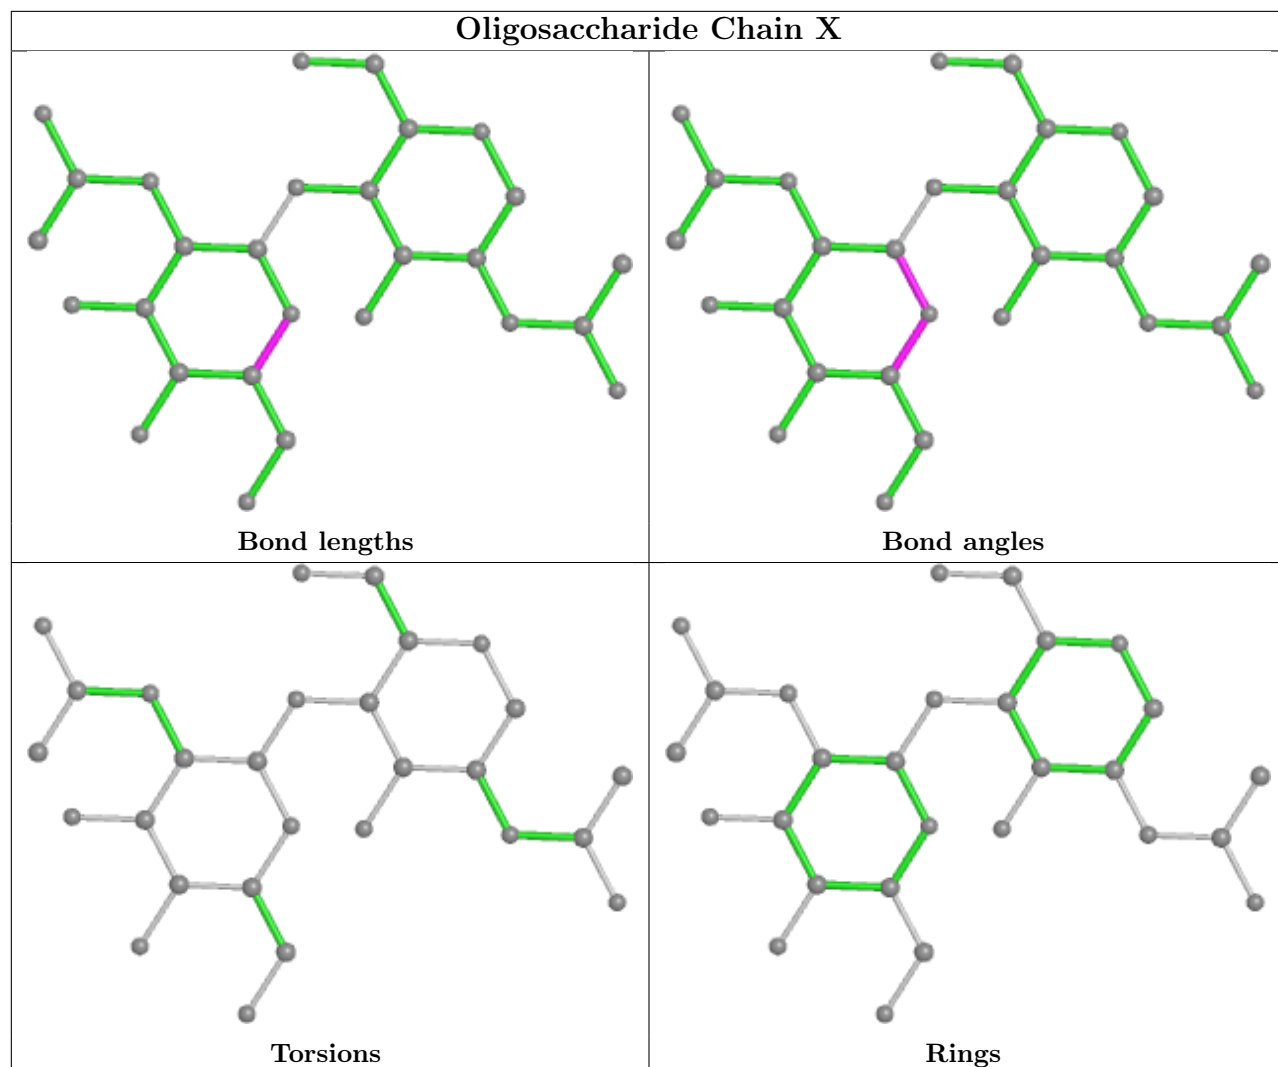 Oligosaccharide Chain X
Bond lengths
Bond angles
Torsions
Rings